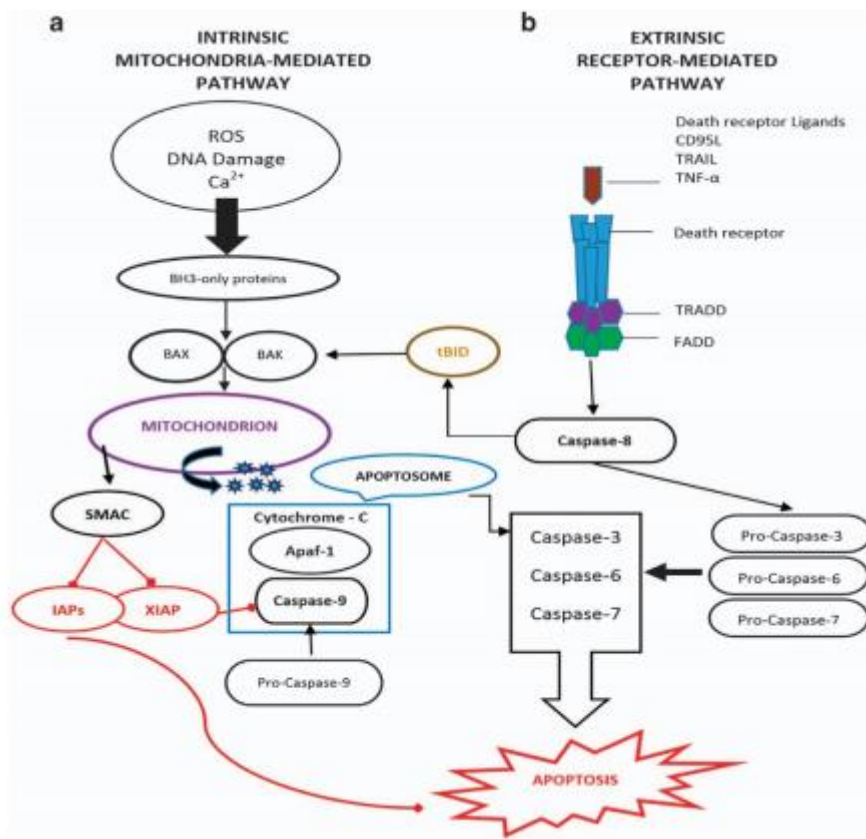 a
INTRINSIC
MITOCHONDRIA-MEDIATED
PATHWAY
ROS
DNA Damage
Ca²⁺
BH3-only proteins
BAX
BAK
MITOCHONDRION
SMAC
IAPs
XIAP
APOPTOSOME
Cytochrome - C
Apaf-1
Caspase-9
Pro-Caspase-9
b
EXTRINSIC
RECEPTOR-MEDIATED
PATHWAY
Death receptor Ligands
CD95L
TRAIL
TNF-α
Death receptor
TRADD
FADD
tBID
Caspase-8
Caspase-3
Caspase-6
Caspase-7
Pro-Caspase-3
Pro-Caspase-6
Pro-Caspase-7
APOPTOSIS